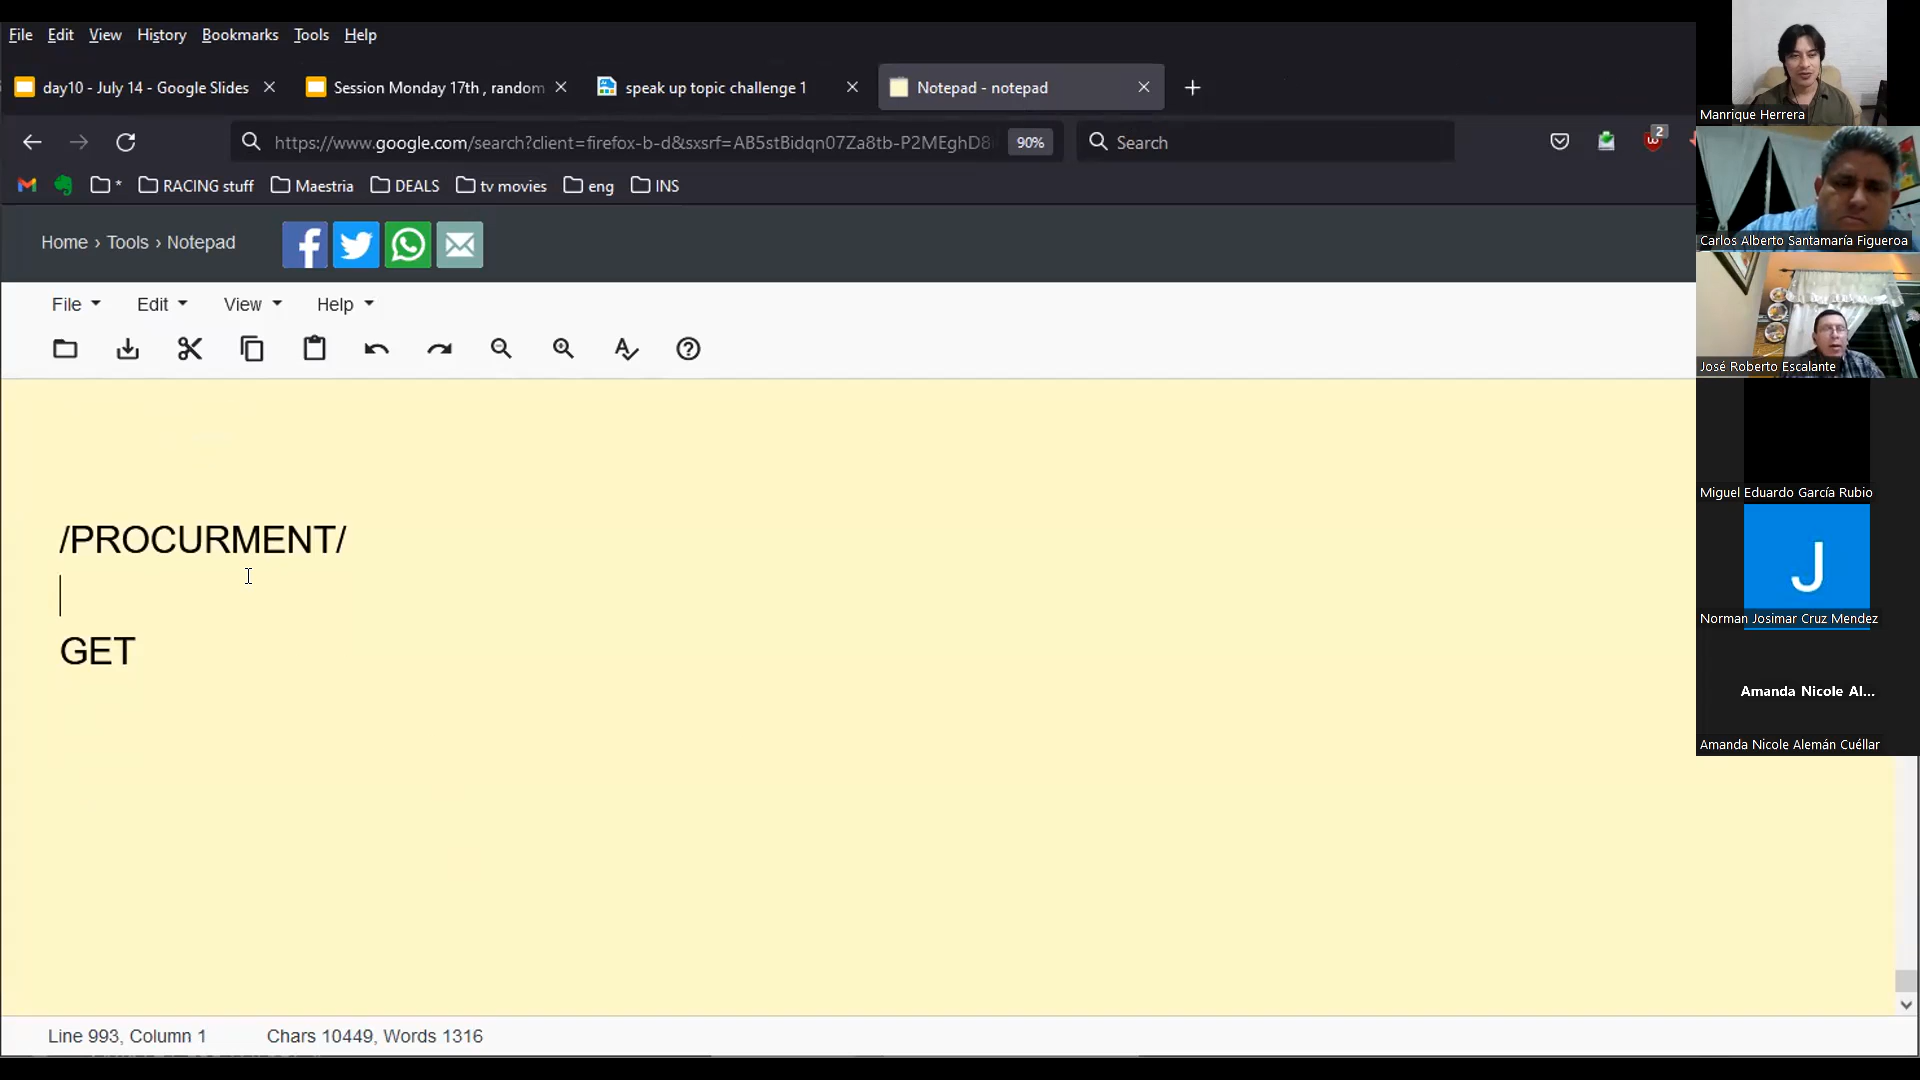 File Edit View History Bookmarks Tools Help
day10 - July 14 - Google Slides
Session Monday 17th , random
speak up topic challenge 1
Notepad - notepad
https://www.google.com/search?client=firefox-b-d&sxsrf=AB5stBidqn07Za8tb-P2MEghD8
90%
Search
2
* RACING stuff Maestria DEALS tv movies eng INS
Home › Tools › Notepad
File Edit View Help
/PROCURMENT/
GET
Line 993, Column 1 Chars 10449, Words 1316
Manrique Herrera
Carlos Alberto Santamaría Figueroa
José Roberto Escalante
Miguel Eduardo García Rubio
J
Norman Josimar Cruz Mendez
Amanda Nicole Al...
Amanda Nicole Alemán Cuéllar